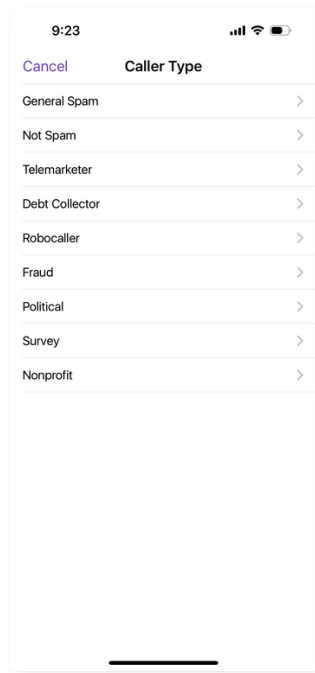 9:23
Cancel Caller Type
General Spam
Not Spam
Telemarketer
Debt Collector
Robocaller
Fraud
Political
Survey
Nonprofit